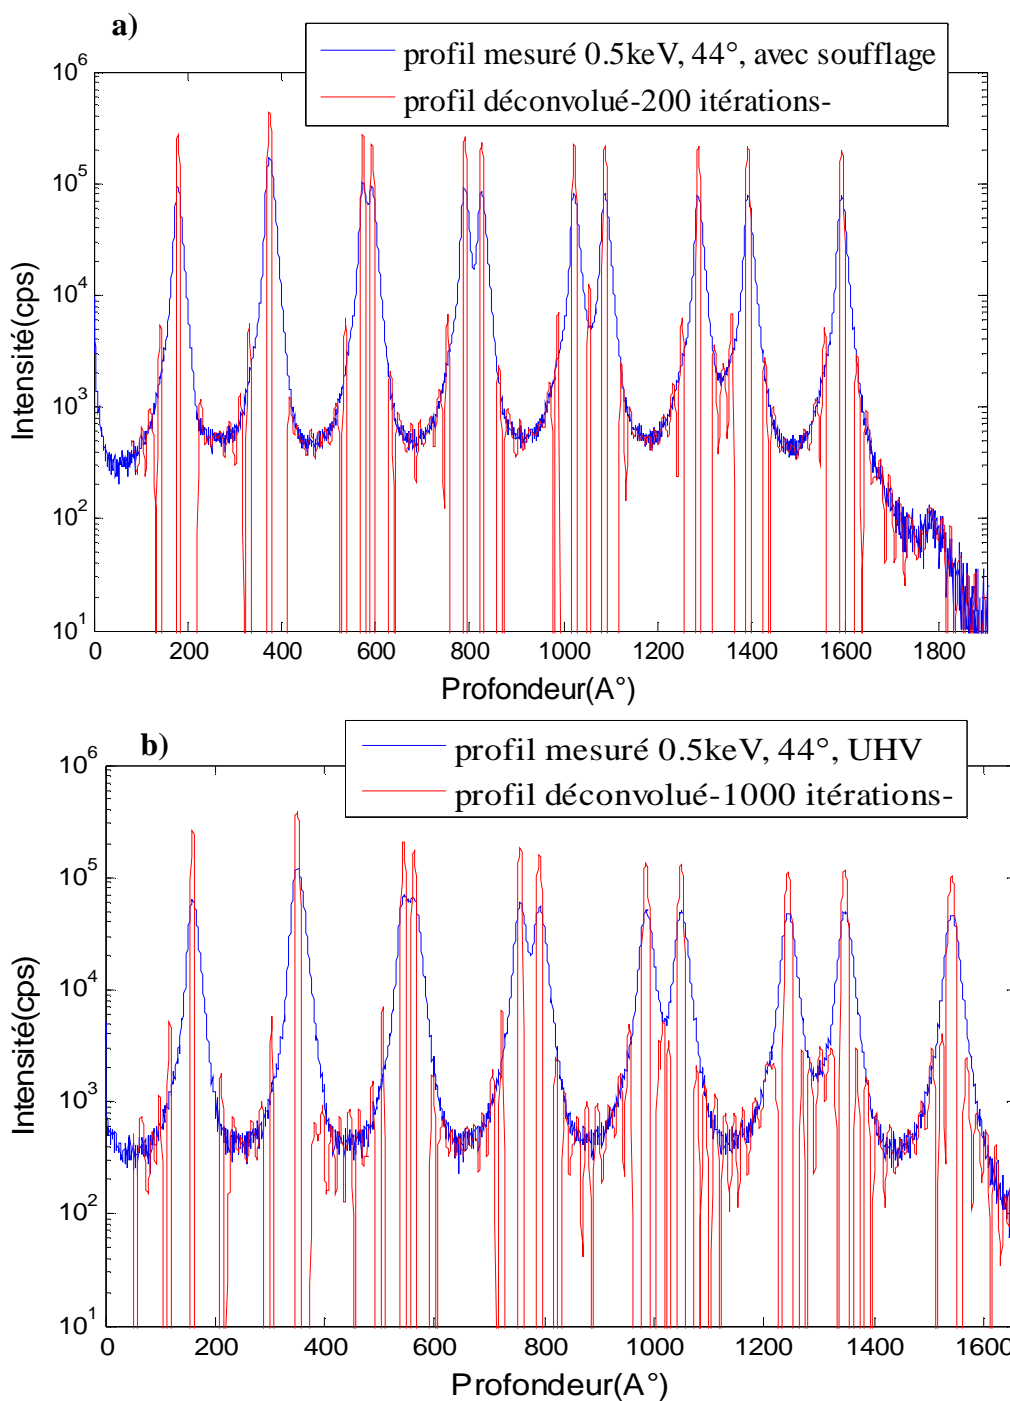 a)
profil mesuré 0.5keV, 44°, avec soufflage
profil déconvolué-200 itérations-
10^6
10^5
10^4
10^3
10^2
10^1
Intensité(cps)
0 200 400 600 800 1000 1200 1400 1600 1800
Profondeur(A°)
b)
profil mesuré 0.5keV, 44°, UHV
profil déconvolué-1000 itérations-
10^6
10^5
10^4
10^3
10^2
10^1
Intensité(cps)
0 200 400 600 800 1000 1200 1400 1600
Profondeur(A°)